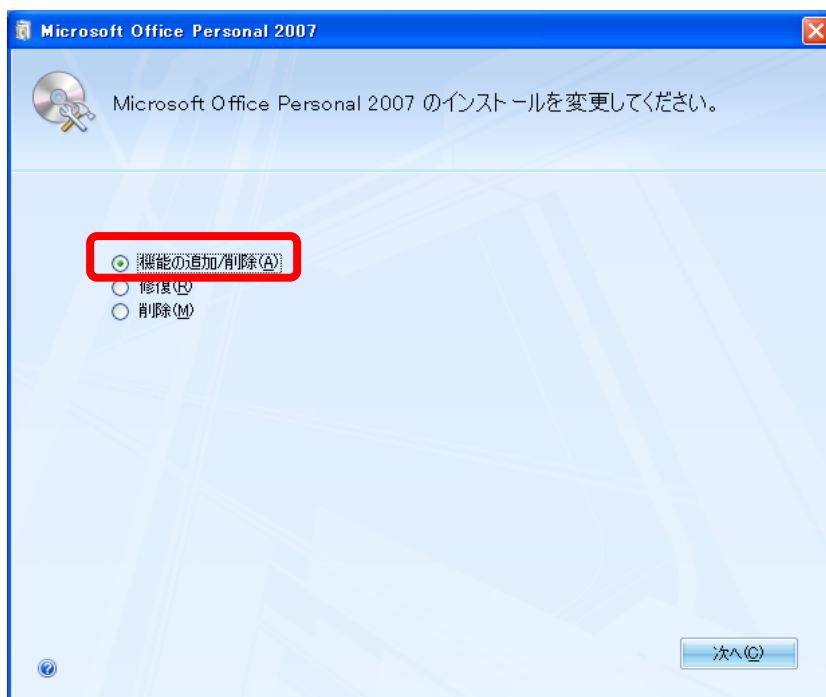 Microsoft Office Personal 2007
Microsoft Office Personal 2007 のインストールを変更してください。
機能の追加/削除(A)
修復(R)
削除(M)
次へ(C)